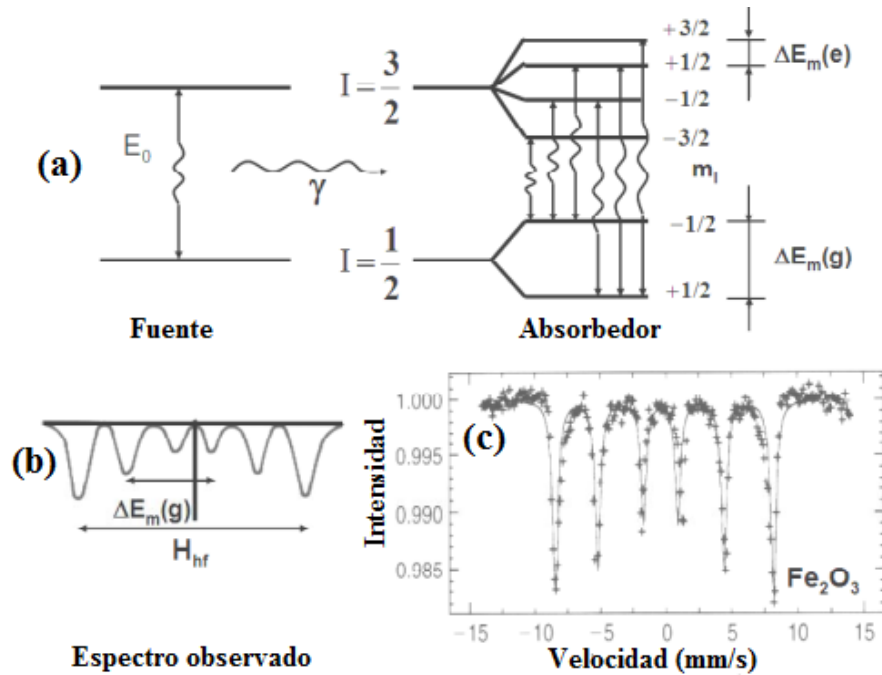 (a)
E₀
γ
I = 3/2
I = 1/2
+3/2
+1/2
−1/2
−3/2
mI
−1/2
+1/2
ΔEm(e)
ΔEm(g)
Fuente
Absorbedor
(b)
ΔEm(g)
Hhf
Espectro observado
(c)
Intensidad
1.000
0.995
0.990
0.985
Fe₂O₃
−15 −10 −5 0 5 10 15
Velocidad (mm/s)